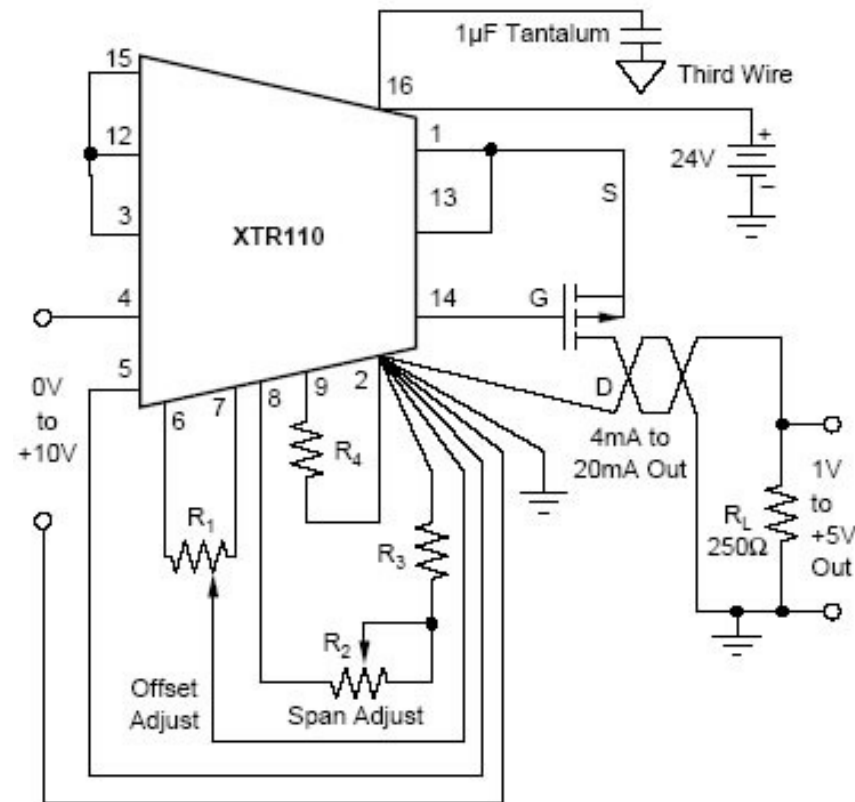 1µF Tantalum
Third Wire
15
16
12
1
24V
+
–
3
13
S
XTR110
4
14
G
5
0V
to
+10V
6
7
8
9
2
D
4mA to
20mA Out
R4
R1
R3
RL
250Ω
1V
to
+5V
Out
R2
Offset
Adjust
Span Adjust